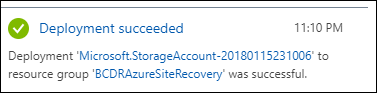 Deployment succeeded 11:10 PM
Deployment 'Microsoft.StorageAccount-20180115231006' to
resource group 'BCDRAzureSiteRecovery' was successful.